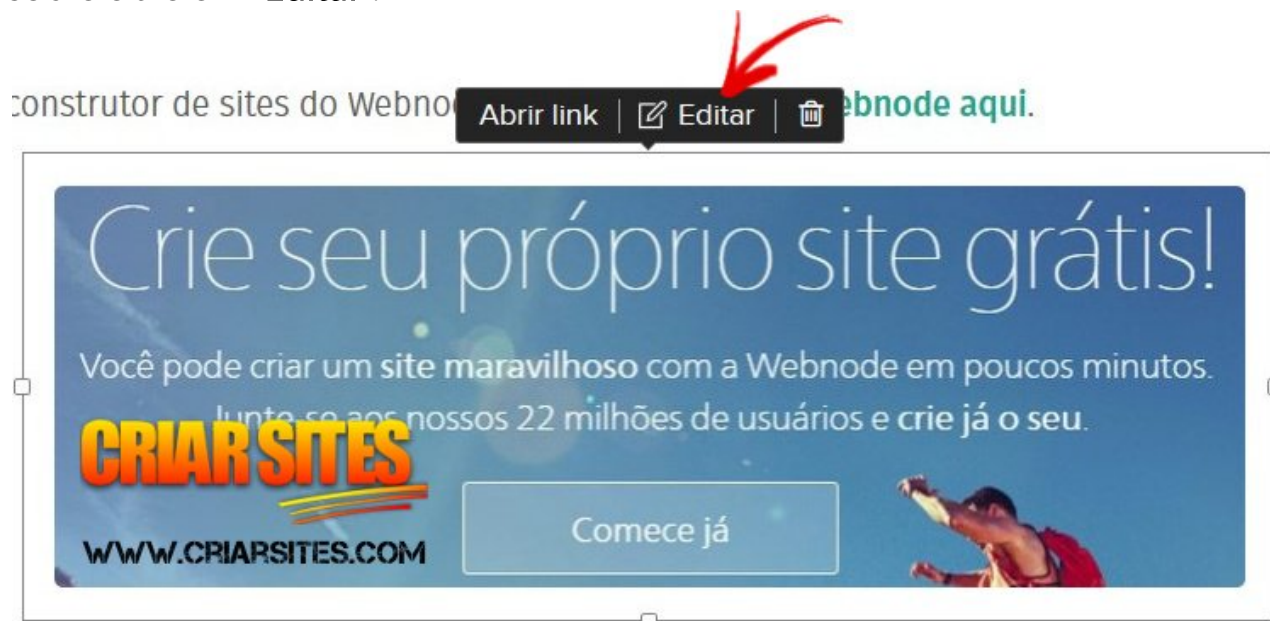 construtor de sites do Webno
Abrir link | Editar
ebnode aqui.
Crie seu próprio site grátis!
Você pode criar um site maravilhoso com a Webnode em poucos minutos.
nossos 22 milhões de usuários e crie já o seu.
CRIAR SITES
WWW.CRIARSITES.COM
Comece já